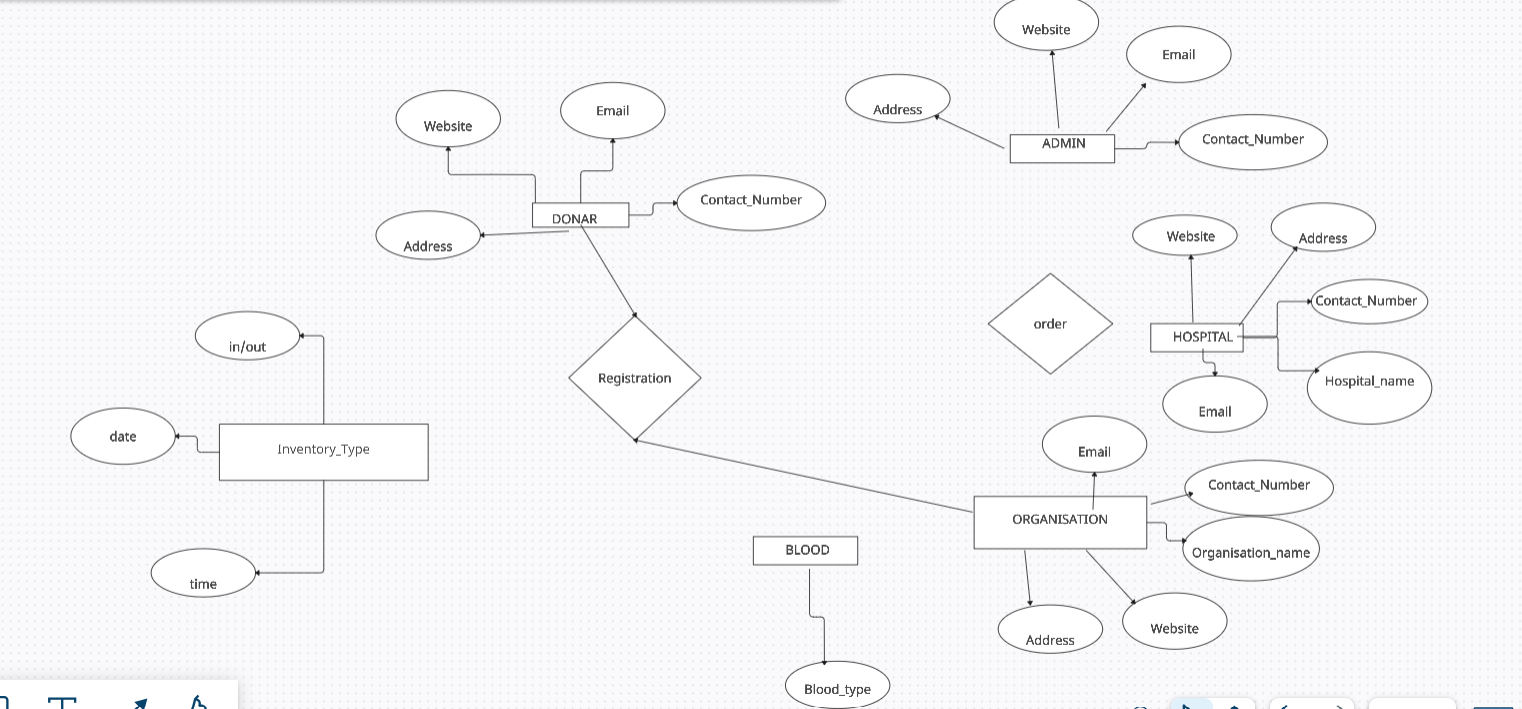 Website
Email
Address
ADMIN
Contact_Number
Website
Email
DONAR
Contact_Number
Address
Website
Address
Contact_Number
HOSPITAL
Hospital_name
Email
order
in/out
Registration
date
Inventory_Type
time
Email
Contact_Number
ORGANISATION
Organisation_name
Address
Website
BLOOD
Blood_type